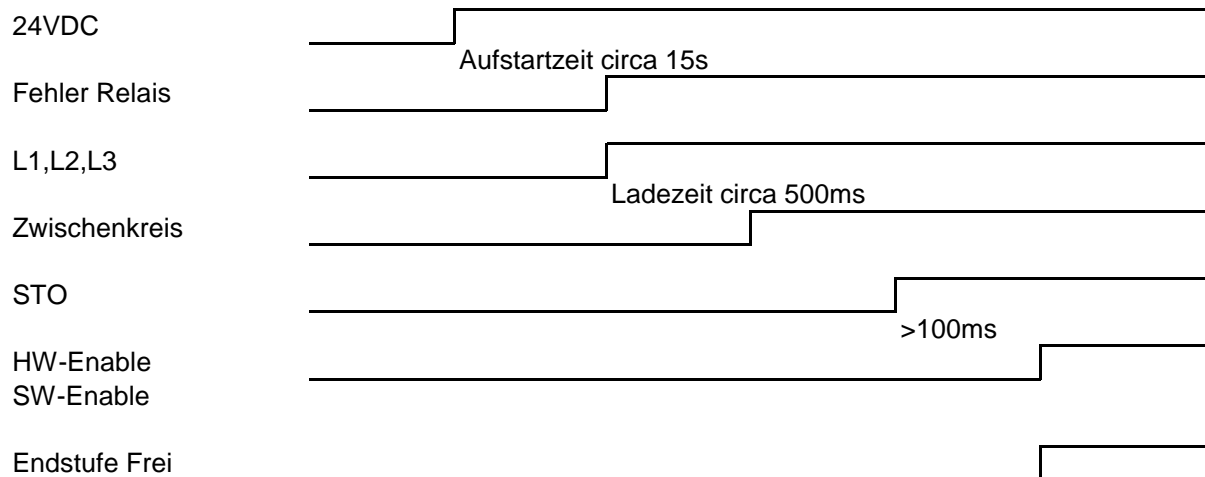 24VDC
Aufstartzeit circa 15s
Fehler Relais
L1,L2,L3
Ladezeit circa 500ms
Zwischenkreis
STO
>100ms
HW-Enable
SW-Enable
Endstufe Frei